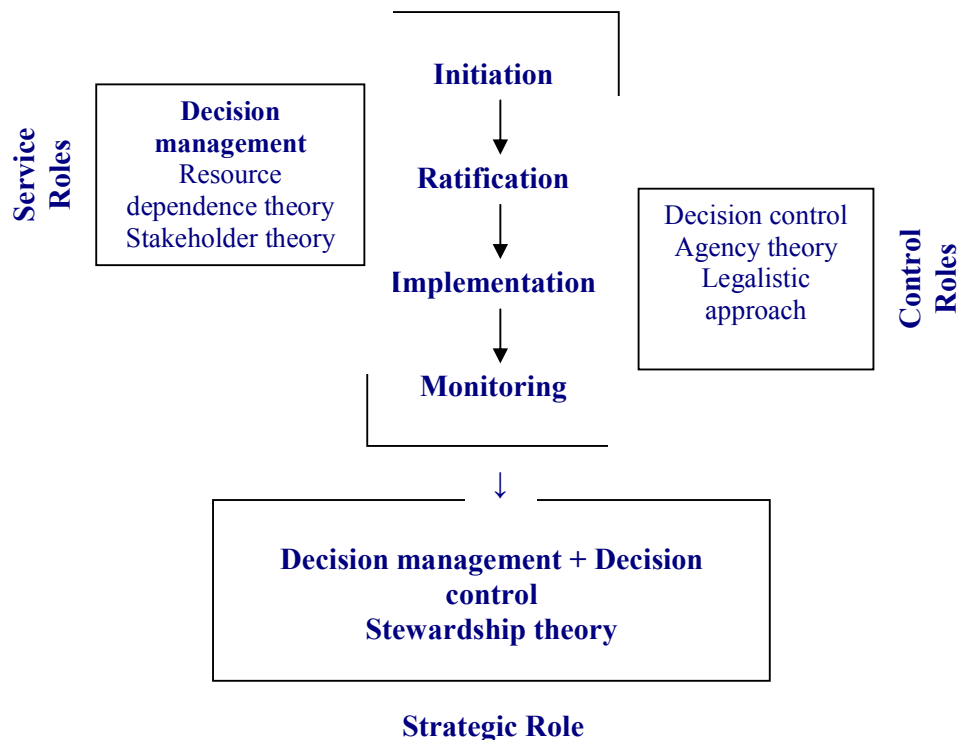 Initiation
Service
Roles
Decision
management
Resource
dependence theory
Stakeholder theory
Ratification
Decision control
Agency theory
Legalistic
approach
Control
Roles
Implementation
Monitoring
↓
Decision management + Decision
control
Stewardship theory
Strategic Role